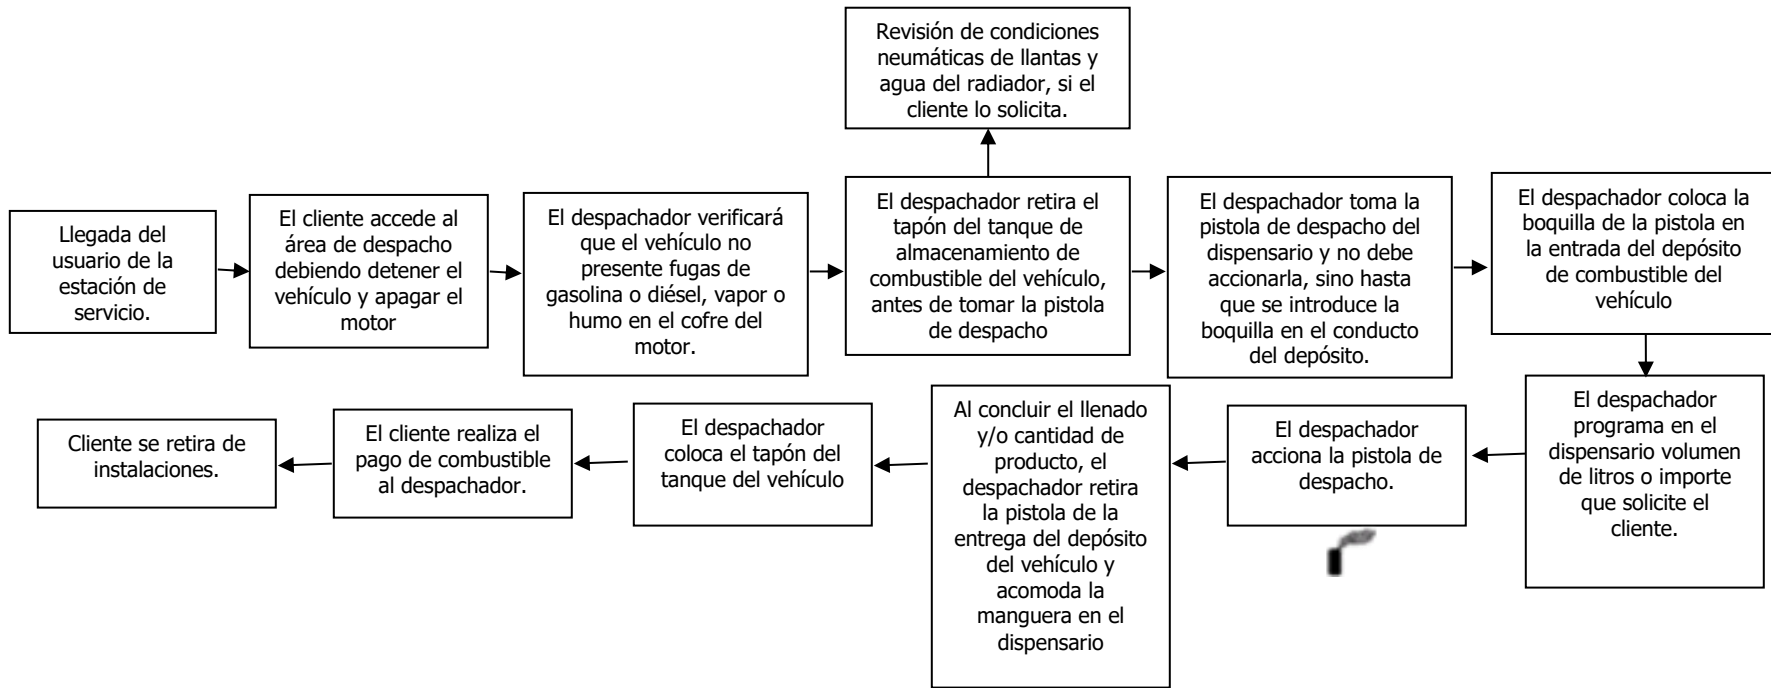 Revisión de condiciones
neumáticas de llantas y
agua del radiador, si el
cliente lo solicita.
Llegada del
usuario de la
estación de
servicio.
El cliente accede al
área de despacho
debiendo detener el
vehículo y apagar el
motor
El despachador verificará
que el vehículo no
presente fugas de
gasolina o diésel, vapor o
humo en el cofre del
motor.
El despachador retira el
tapón del tanque de
almacenamiento de
combustible del vehículo,
antes de tomar la pistola
de despacho
El despachador toma la
pistola de despacho del
dispensario y no debe
accionarla, sino hasta
que se introduce la
boquilla en el conducto
del depósito.
El despachador coloca la
boquilla de la pistola en
la entrada del depósito
de combustible del
vehículo
El despachador
programa en el
dispensario volumen
de litros o importe
que solicite el
cliente.
El despachador
acciona la pistola de
despacho.
Al concluir el llenado
y/o cantidad de
producto, el
despachador retira
la pistola de la
entrega del depósito
del vehículo y
acomoda la
manguera en el
dispensario
El despachador
coloca el tapón del
tanque del vehículo
El cliente realiza el
pago de combustible
al despachador.
Cliente se retira de
instalaciones.